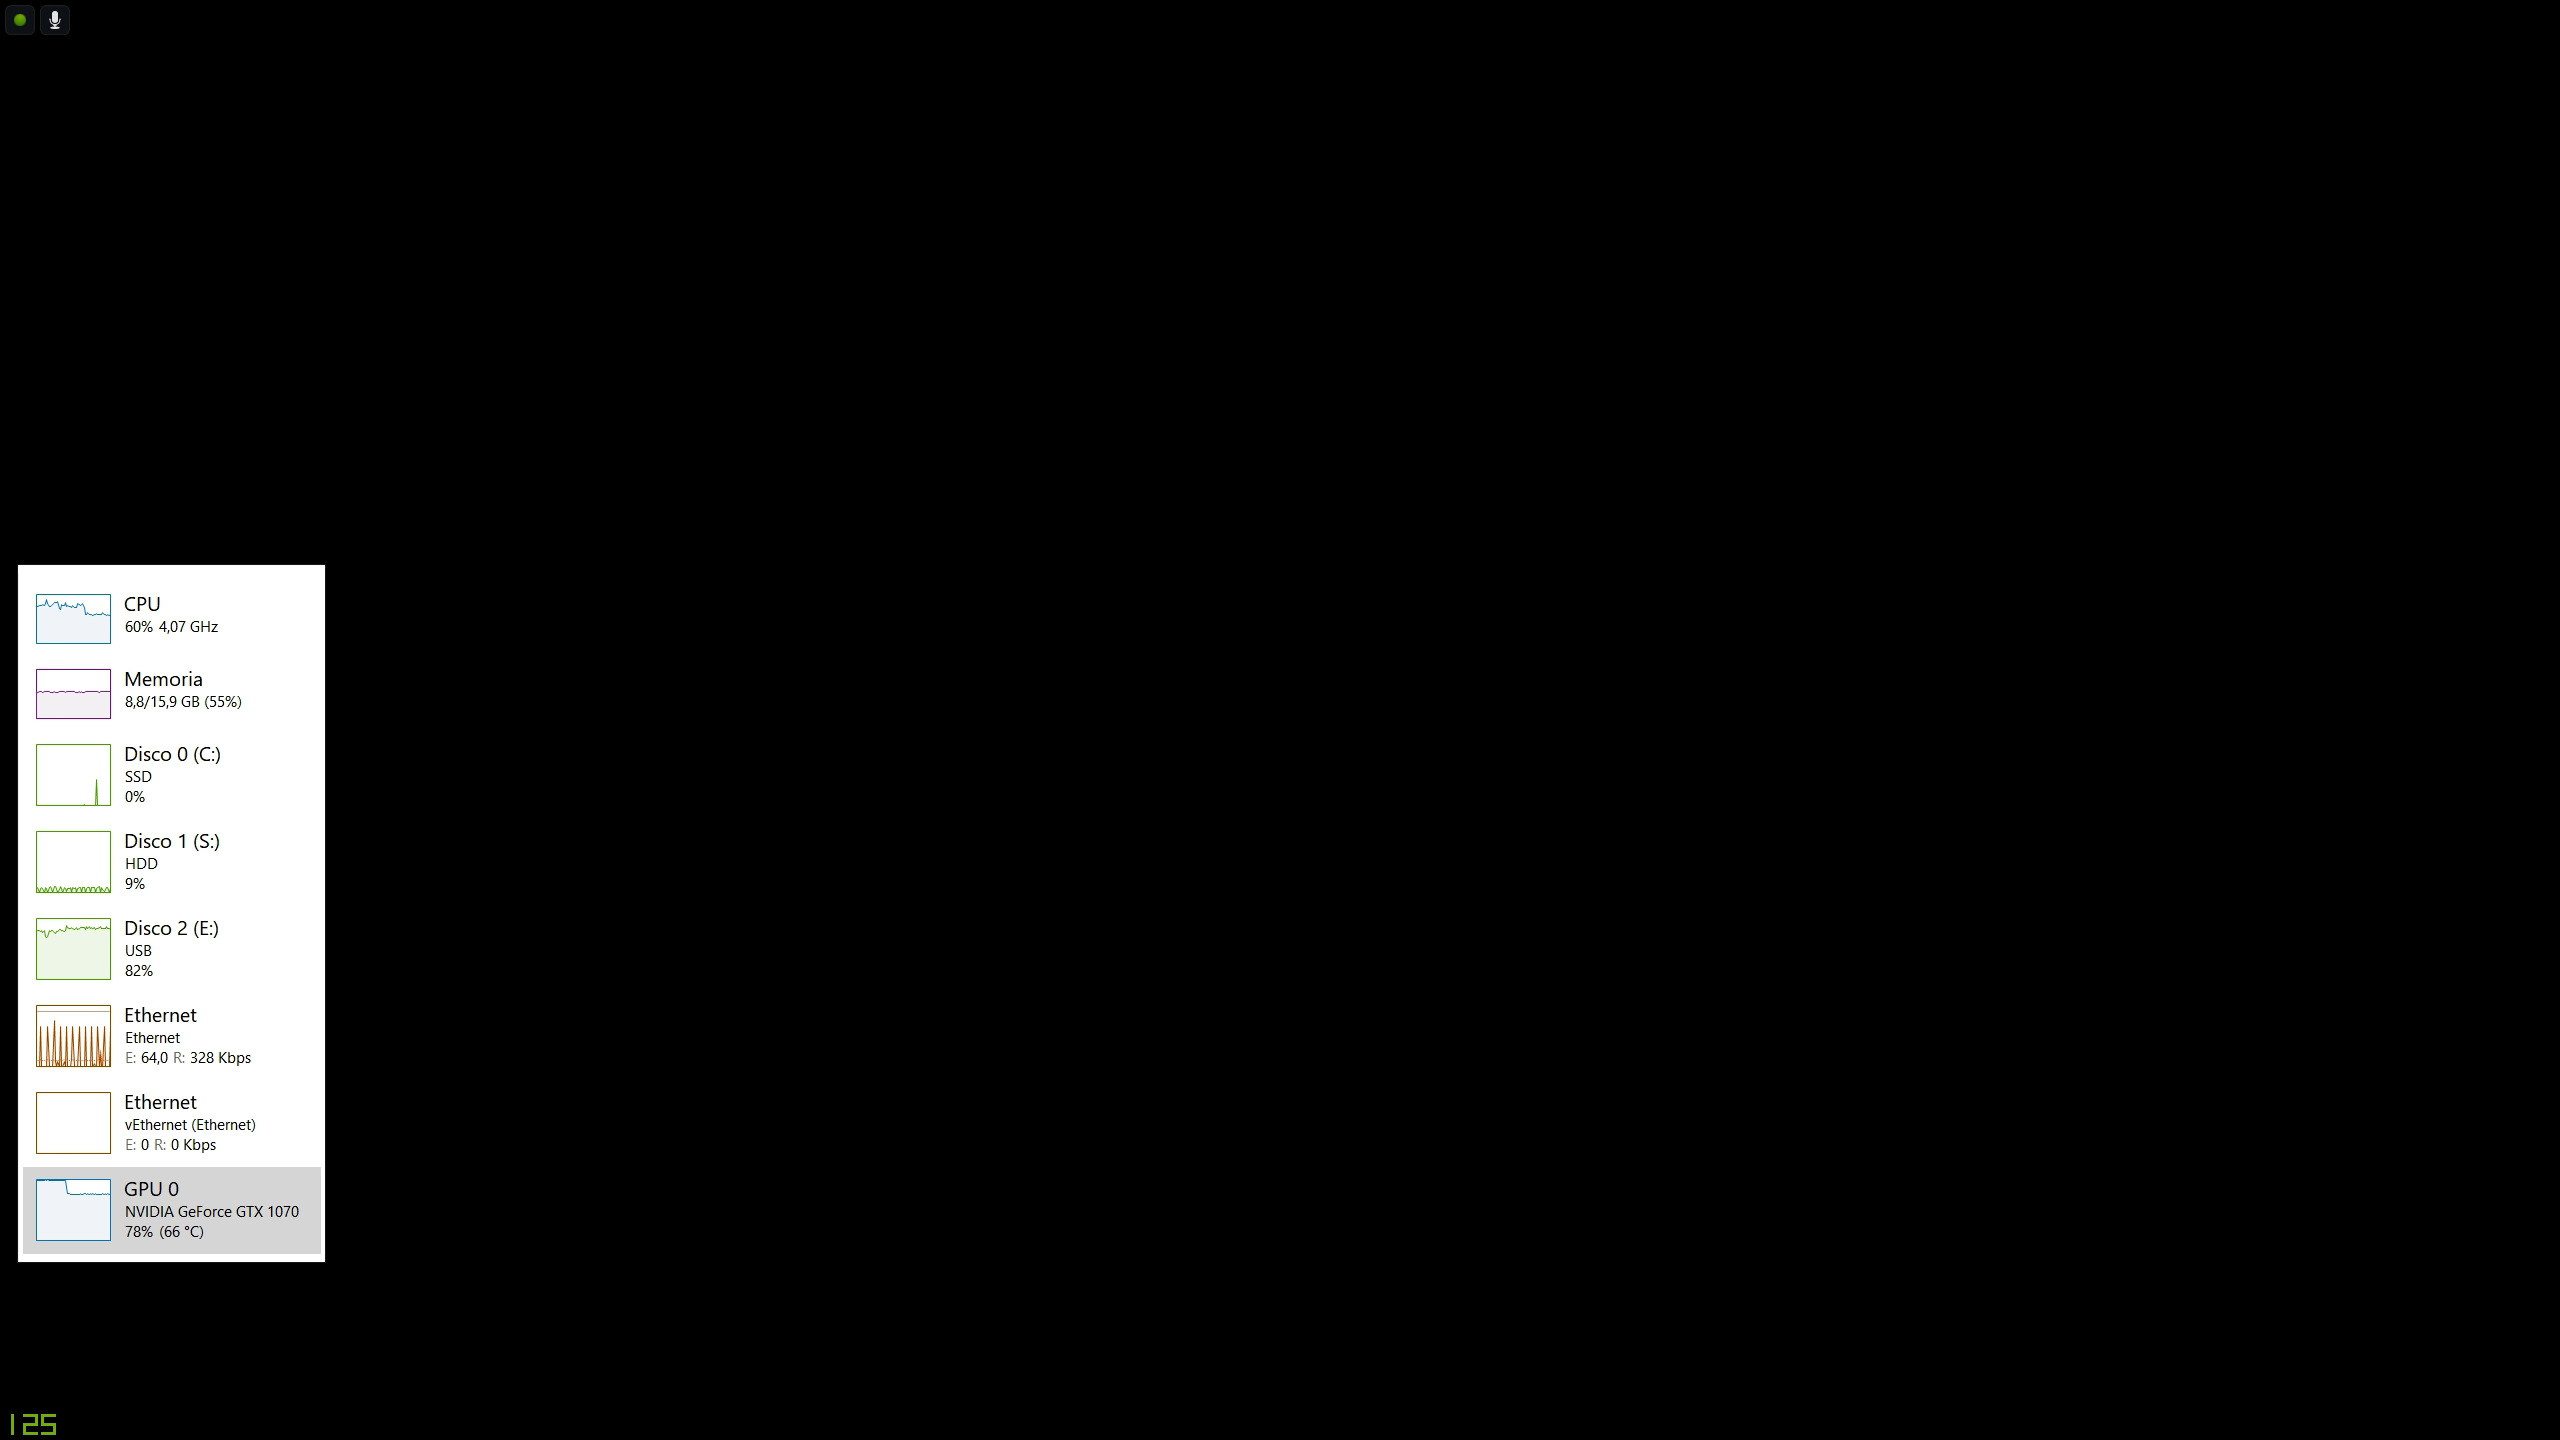 CPU
60% 4,07 GHz
Memoria
8,8/15,9 GB (55%)
Disco 0 (C:)
SSD
0%
Disco 1 (S:)
HDD
9%
Disco 2 (E:)
USB
82%
Ethernet
Ethernet
E: 64,0 R: 328 Kbps
Ethernet
vEthernet (Ethernet)
E: 0 R: 0 Kbps
GPU 0
NVIDIA GeForce GTX 1070
78% (66 °C)
125